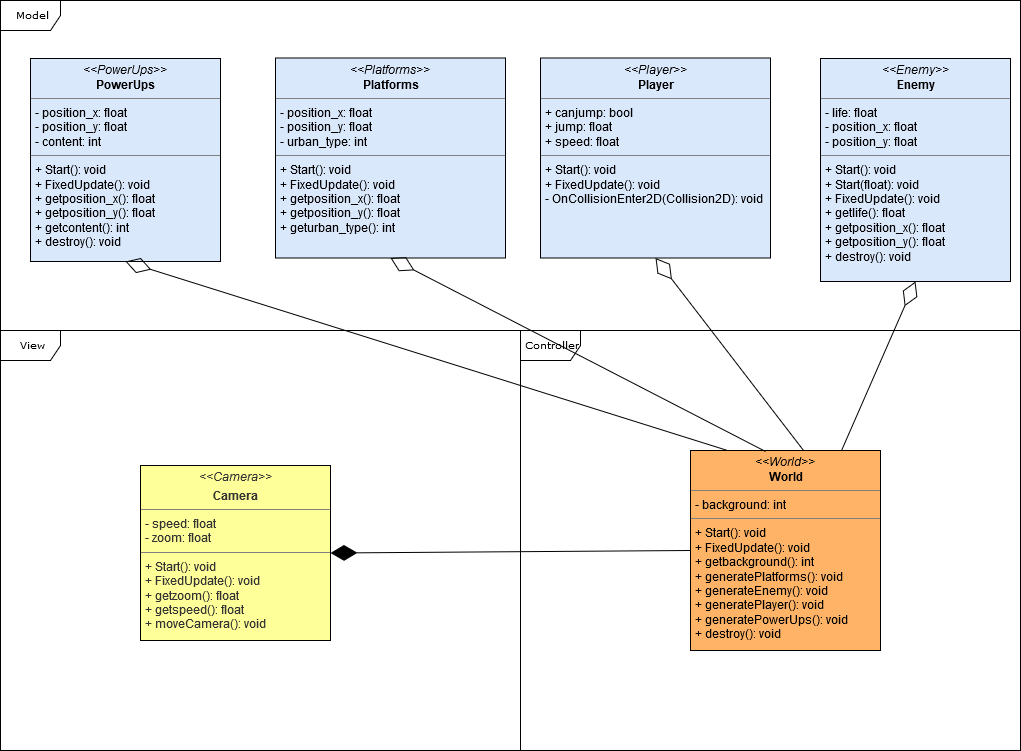 Model
<<PowerUps>>
PowerUps
- position_x: float
- position_y: float
- content: int
+ Start(): void
+ FixedUpdate(): void
+ getposition_x(): float
+ getposition_y(): float
+ getcontent(): int
+ destroy(): void
<<Platforms>>
Platforms
- position_x: float
- position_y: float
- urban_type: int
+ Start(): void
+ FixedUpdate(): void
+ getposition_x(): float
+ getposition_y(): float
+ geturban_type(): int
<<Player>>
Player
+ canjump: bool
+ jump: float
+ speed: float
+ Start(): void
+ FixedUpdate(): void
- OnCollisionEnter2D(Collision2D): void
<<Enemy>>
Enemy
- life: float
- position_x: float
- position_y: float
+ Start(): void
+ Start(float): void
+ FixedUpdate(): void
+ getlife(): float
+ getposition_x(): float
+ getposition_y(): float
+ destroy(): void
View
Controller
<<Camera>>
Camera
- speed: float
- zoom: float
+ Start(): void
+ FixedUpdate(): void
+ getzoom(): float
+ getspeed(): float
+ moveCamera(): void
<<World>>
World
- background: int
+ Start(): void
+ FixedUpdate(): void
+ getbackground(): int
+ generatePlatforms(): void
+ generateEnemy(): void
+ generatePlayer(): void
+ generatePowerUps(): void
+ destroy(): void